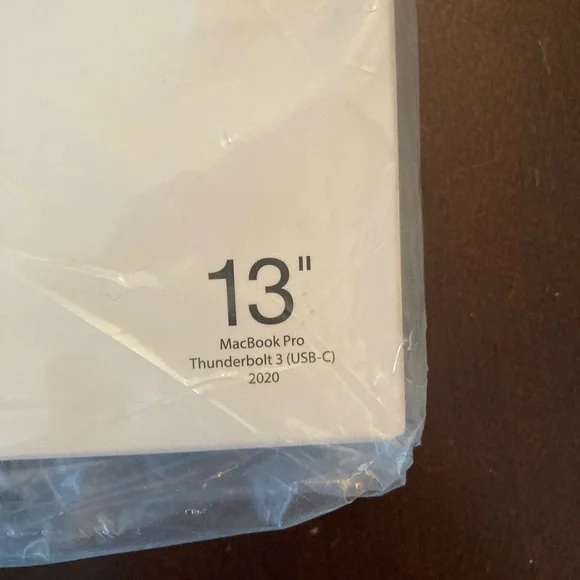 13"
MacBook Pro
Thunderbolt 3 (USB-C)
2020